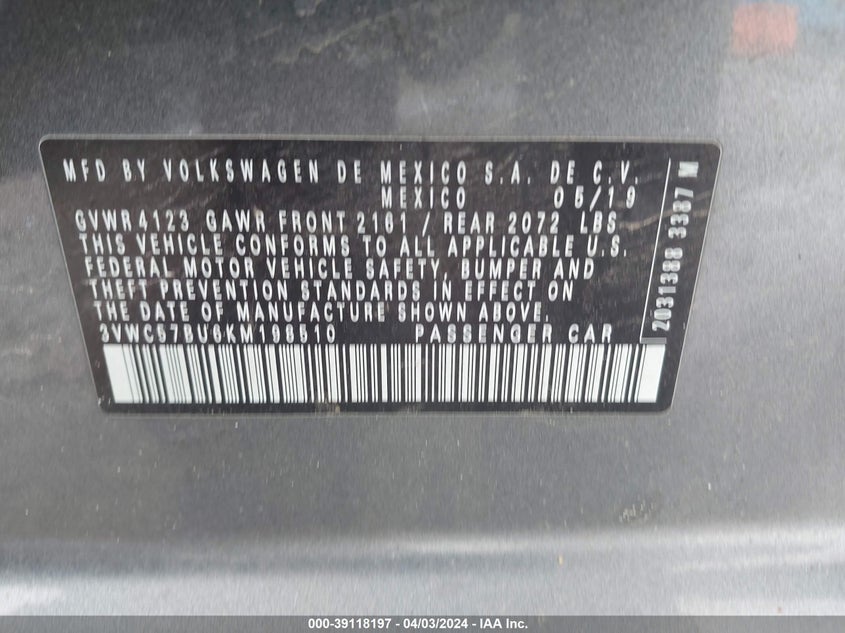 MFD BY VOLKSWAGEN DE MEXICO S.A. DE C.V.
MEXICO 05/19
GVWR 4123 GAWR FRONT 2161 / REAR 2072 LBS
THIS VEHICLE CONFORMS TO ALL APPLICABLE U.S.
FEDERAL MOTOR VEHICLE SAFETY, BUMPER AND
THEFT PREVENTION STANDARDS IN EFFECT ON
THE DATE OF MANUFACTURE SHOWN ABOVE.
3VWC57BU6KM198510 PASSENGER CAR
2031388 3387 M
000-39118197 - 04/03/2024 - IAA Inc.